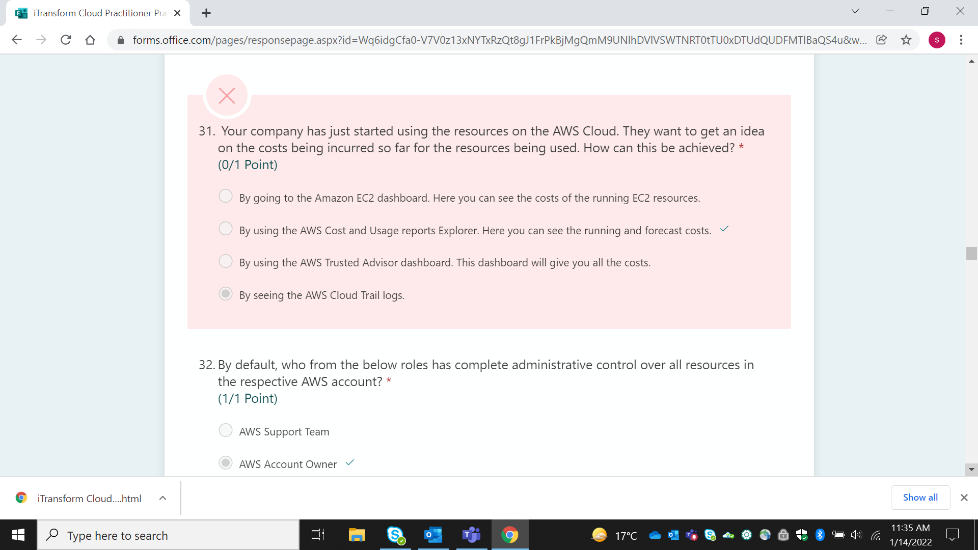 iTransform Cloud Practitioner Pra
forms.office.com/pages/responsepage.aspx?id=Wq6idgCfa0-V7V0z13xNYTxRzQt8gJ1FrPkBjMgQmM9UNlhDVlVSWTNRT0tTU0xDTUdQUDFMTlBaQS4u&w...
S
31. Your company has just started using the resources on the AWS Cloud. They want to get an idea
on the costs being incurred so far for the resources being used. How can this be achieved? *
(0/1 Point)
By going to the Amazon EC2 dashboard. Here you can see the costs of the running EC2 resources.
By using the AWS Cost and Usage reports Explorer. Here you can see the running and forecast costs.
By using the AWS Trusted Advisor dashboard. This dashboard will give you all the costs.
By seeing the AWS Cloud Trail logs.
32. By default, who from the below roles has complete administrative control over all resources in
the respective AWS account? *
(1/1 Point)
AWS Support Team
AWS Account Owner
iTransform Cloud....html
Show all
Type here to search
17°C
11:35 AM
1/14/2022